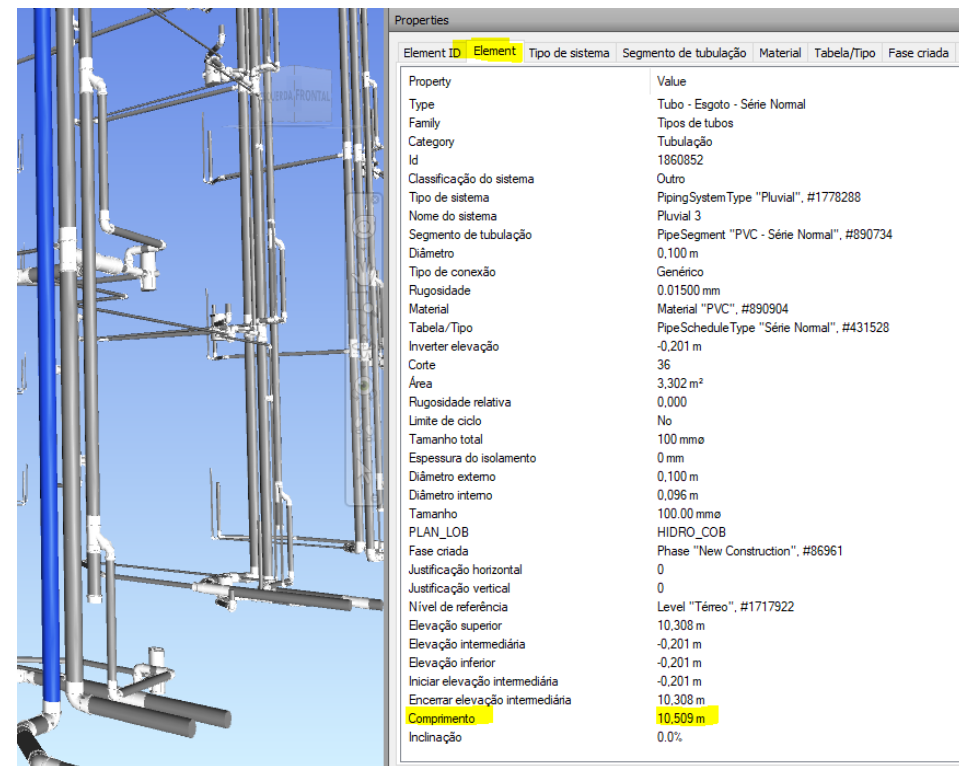 Properties
Element ID Element Tipo de sistema Segmento de tubulação Material Tabela/Tipo Fase criada
Property Value
Type Tubo - Esgoto - Série Normal
Family Tipos de tubos
Category Tubulação
Id 1860852
Classificação do sistema Outro
Tipo de sistema PipingSystemType "Pluvial", #1778288
Nome do sistema Pluvial 3
Segmento de tubulação PipeSegment "PVC - Série Normal", #890734
Diâmetro 0,100 m
Tipo de conexão Genérico
Rugosidade 0.01500 mm
Material Material "PVC", #890904
Tabela/Tipo PipeScheduleType "Série Normal", #431528
Inverter elevação -0,201 m
Corte 36
Área 3,302 m²
Rugosidade relativa 0,000
Limite de ciclo No
Tamanho total 100 mmø
Espessura do isolamento 0 mm
Diâmetro externo 0,100 m
Diâmetro interno 0,096 m
Tamanho 100.00 mmø
PLAN_LOB HIDRO_COB
Fase criada Phase "New Construction", #86961
Justificação horizontal 0
Justificação vertical 0
Nível de referência Level "Térreo", #1717922
Elevação superior 10,308 m
Elevação intermediária -0,201 m
Elevação inferior -0,201 m
Iniciar elevação intermediária -0,201 m
Encerrar elevação intermediária 10,308 m
Comprimento 10,509 m
Inclinação 0.0%
FRONTAL